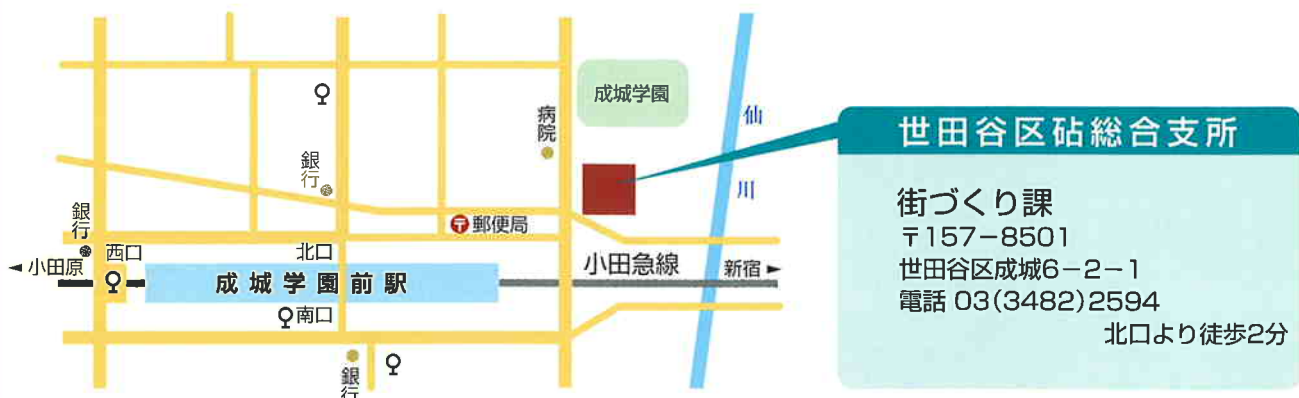 成城学園
病院
仙川
銀行
〒郵便局
銀行
西口
北口
◄ 小田原
成城学園前駅
小田急線
新宿 ►
南口
銀行
世田谷区砧総合支所
街づくり課
〒157−8501
世田谷区成城6−2−1
電話 03(3482)2594
北口より徒歩2分